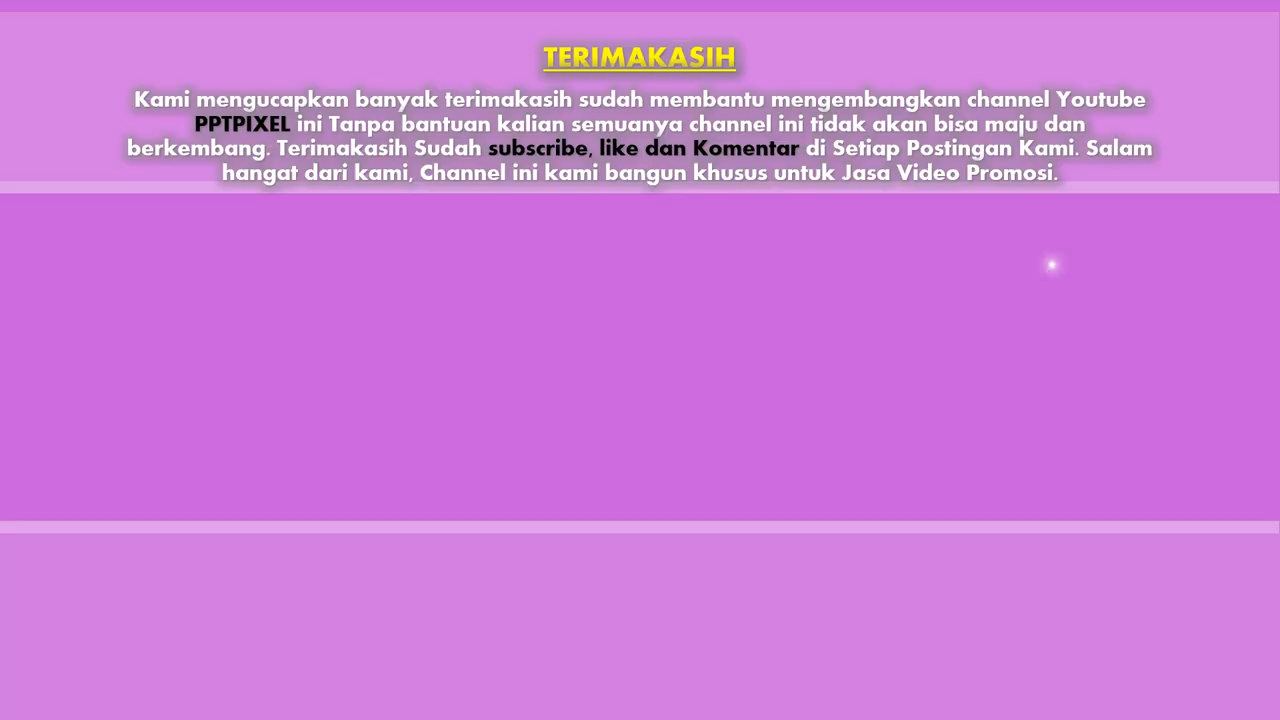 TERIMAKASIH
Kami mengucapkan banyak terimakasih sudah membantu mengembangkan channel Youtube
PPTPIXEL ini Tanpa bantuan kalian semuanya channel ini tidak akan bisa maju dan
berkembang. Terimakasih Sudah subscribe, like dan Komentar di Setiap Postingan Kami. Salam
hangat dari kami, Channel ini kami bangun khusus untuk Jasa Video Promosi.